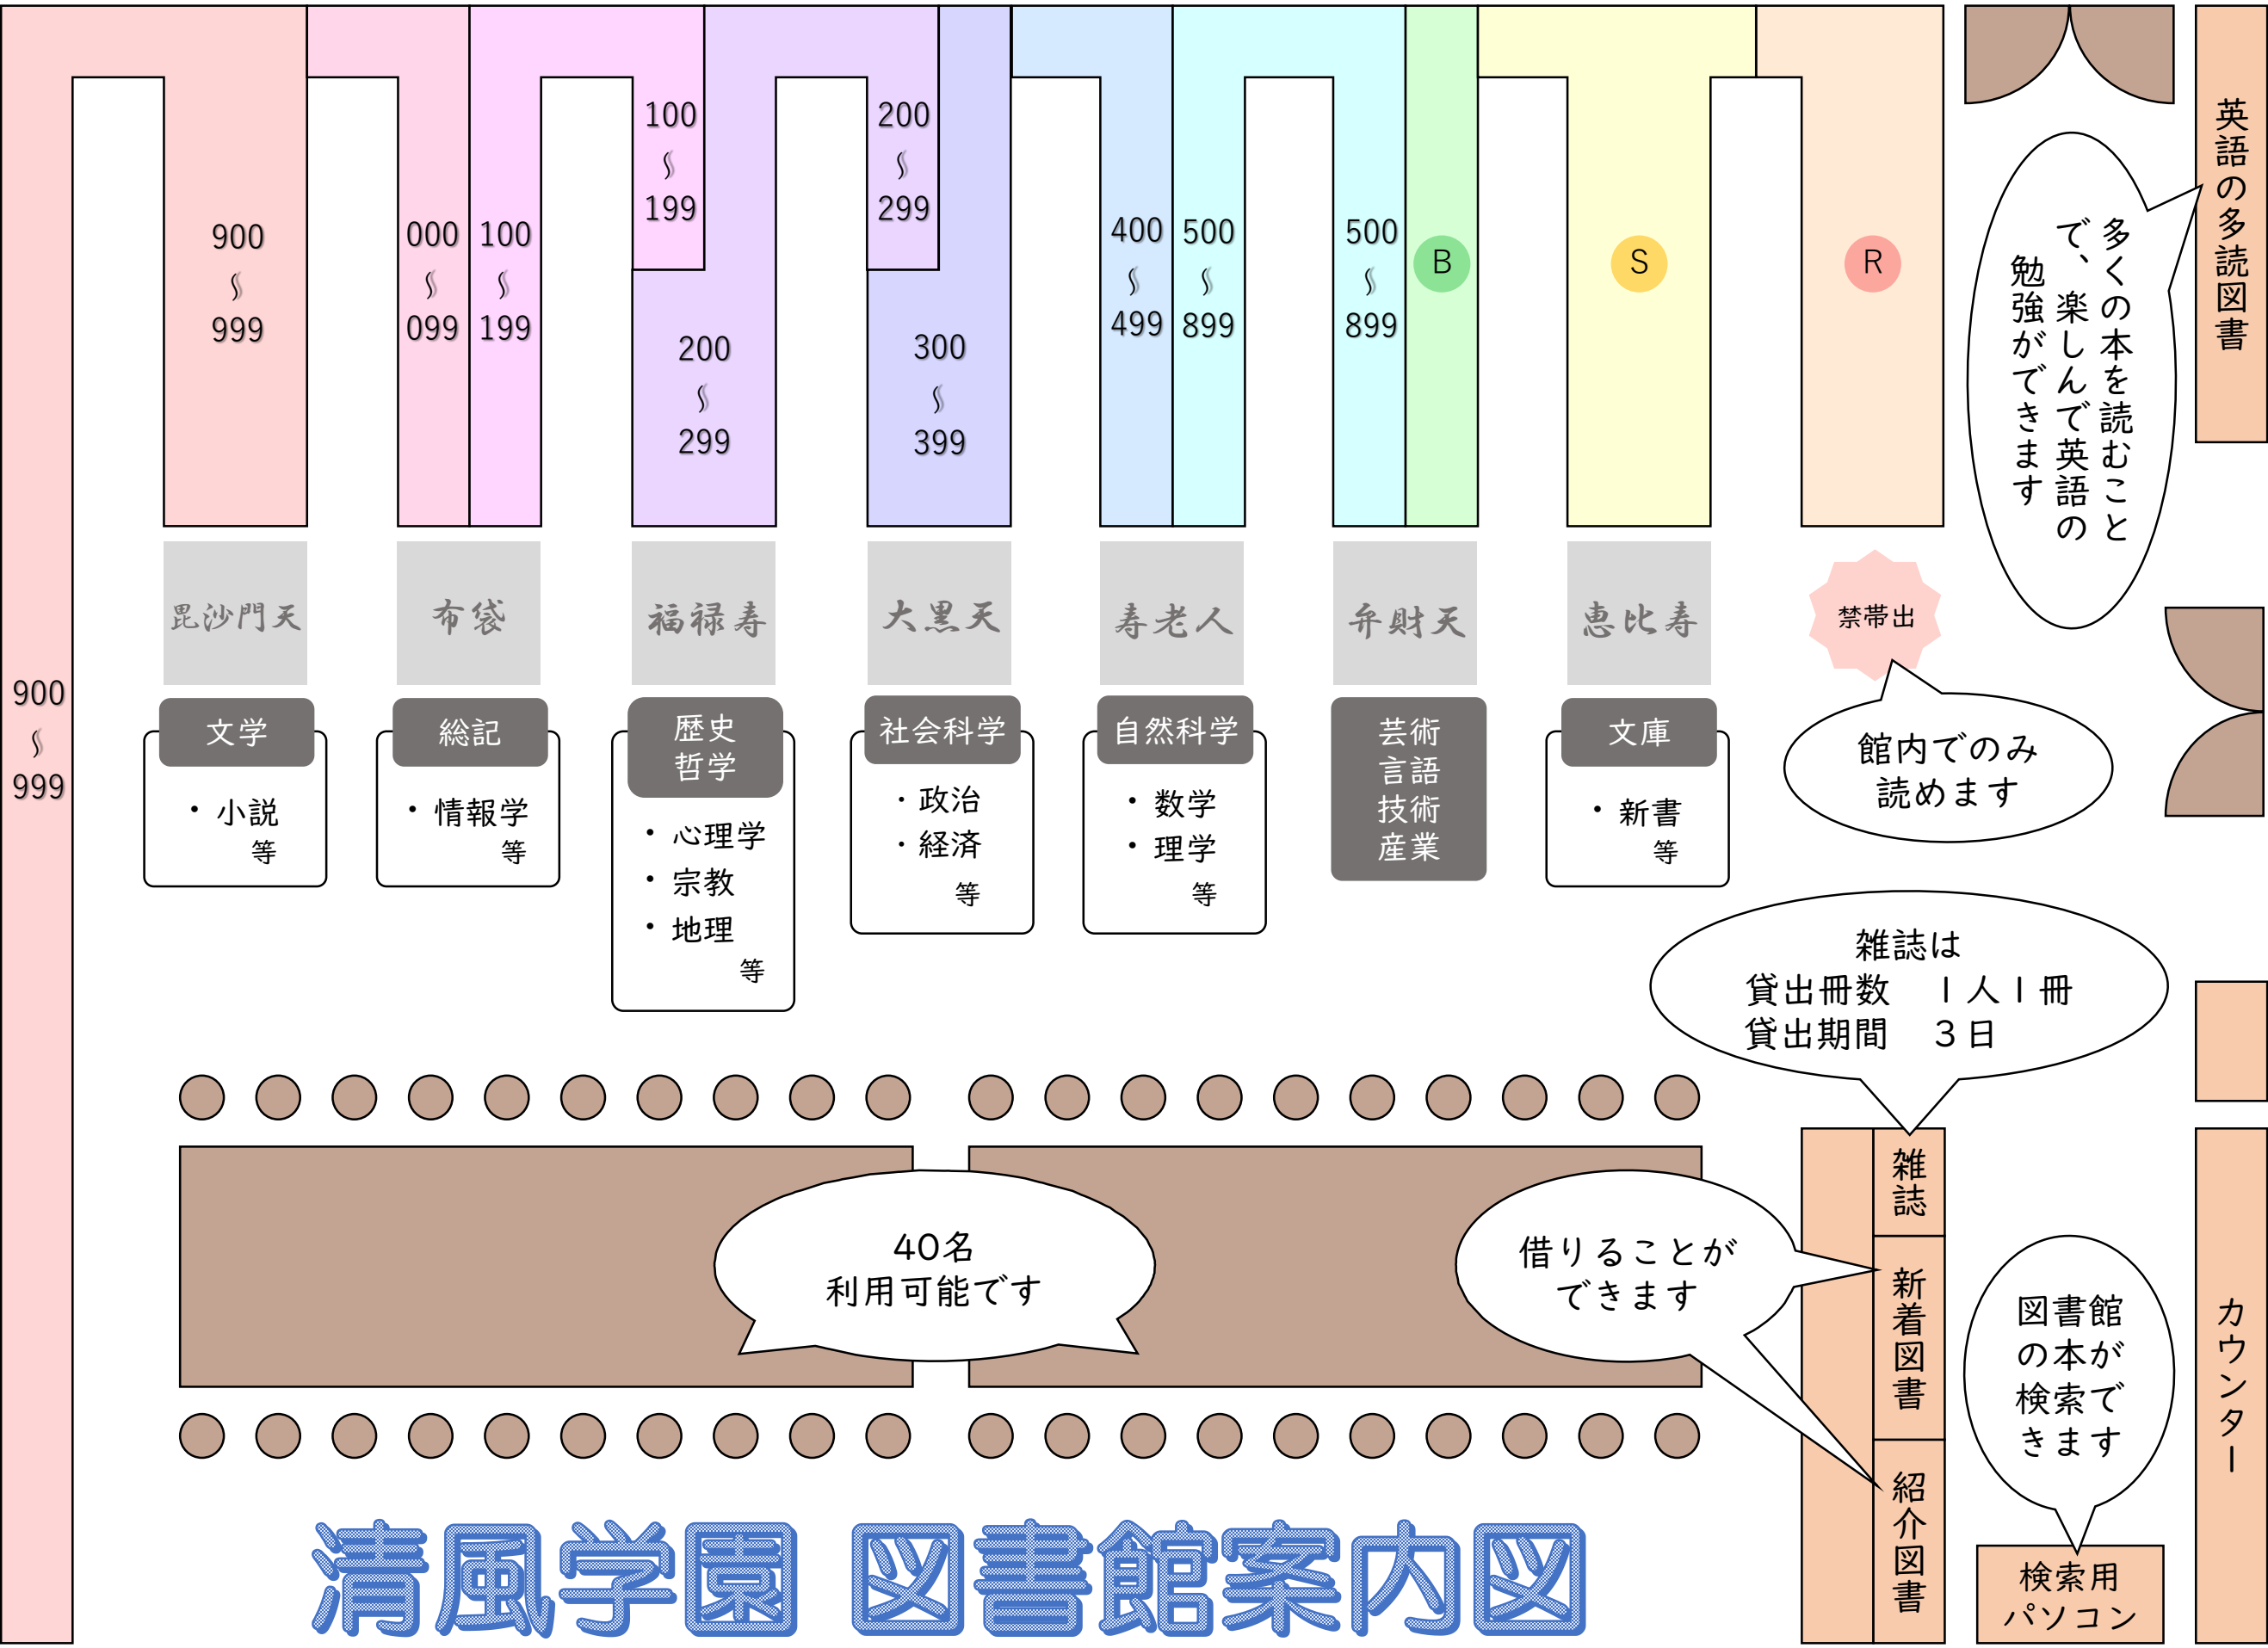 900
〜
999
900
〜
999
000
〜
099
100
〜
199
100
〜
199
200
〜
299
200
〜
299
300
〜
399
400
〜
499
500
〜
899
500
〜
899
B
S
R
英語の多読図書
多くの本を読むこと
で、楽しんで英語の
勉強ができます
毘沙門天
布袋
福禄寿
大黒天
寿老人
弁財天
恵比寿
禁帯出
館内でのみ
読めます
文学
・小説
等
総記
・情報学
等
歴史
哲学
・心理学
・宗教
・地理
等
社会科学
・政治
・経済
等
自然科学
・数学
・理学
等
芸術
言語
技術
産業
文庫
・新書
等
雑誌は
貸出冊数　1人1冊
貸出期間　3日
40名
利用可能です
借りることが
できます
雑誌
新着図書
紹介図書
図書館
の本が
検索で
きます
カウンター
検索用
パソコン
清風学園 図書館案内図